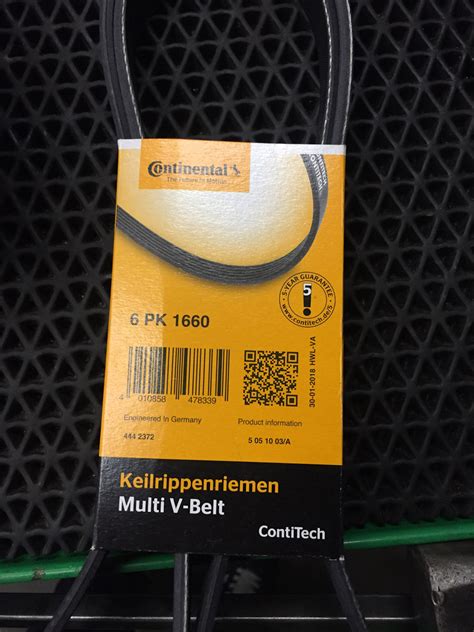 Continental
The Future in Motion
5-YEAR GUARANTEE
5
www.contitech.de/5
6 PK 1660
30-01-2018 HWL-VA
4 010858 478339
Engineered In Germany
Product information
444 2372
5 05 10 03/A
Keilrippenriemen
Multi V-Belt
ContiTech